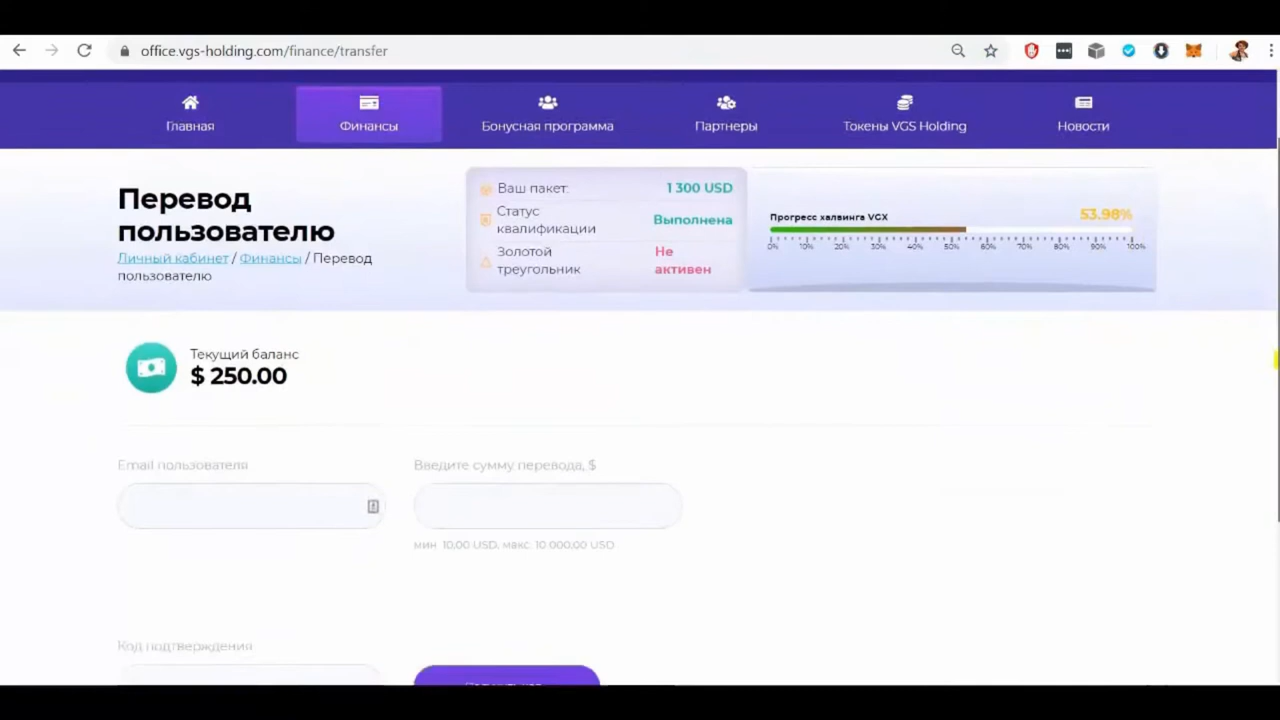 office.vgs-holding.com/finance/transfer
Главная
Финансы
Бонусная программа
Партнеры
Токены VGS Holding
Новости
Перевод
пользователю
Личный кабинет / Финансы / Перевод
пользователю
Ваш пакет: 1 300 USD
Статус
квалификации
Выполнена
Золотой
треугольник
Не
активен
Прогресс халвинга VGX 53.98%
0% 10% 20% 30% 40% 50% 60% 70% 80% 90% 100%
Текущий баланс
$ 250.00
Email пользователя
Введите сумму перевода, $
мин. 10,00 USD, макс. 10 000,00 USD
Код подтверждения